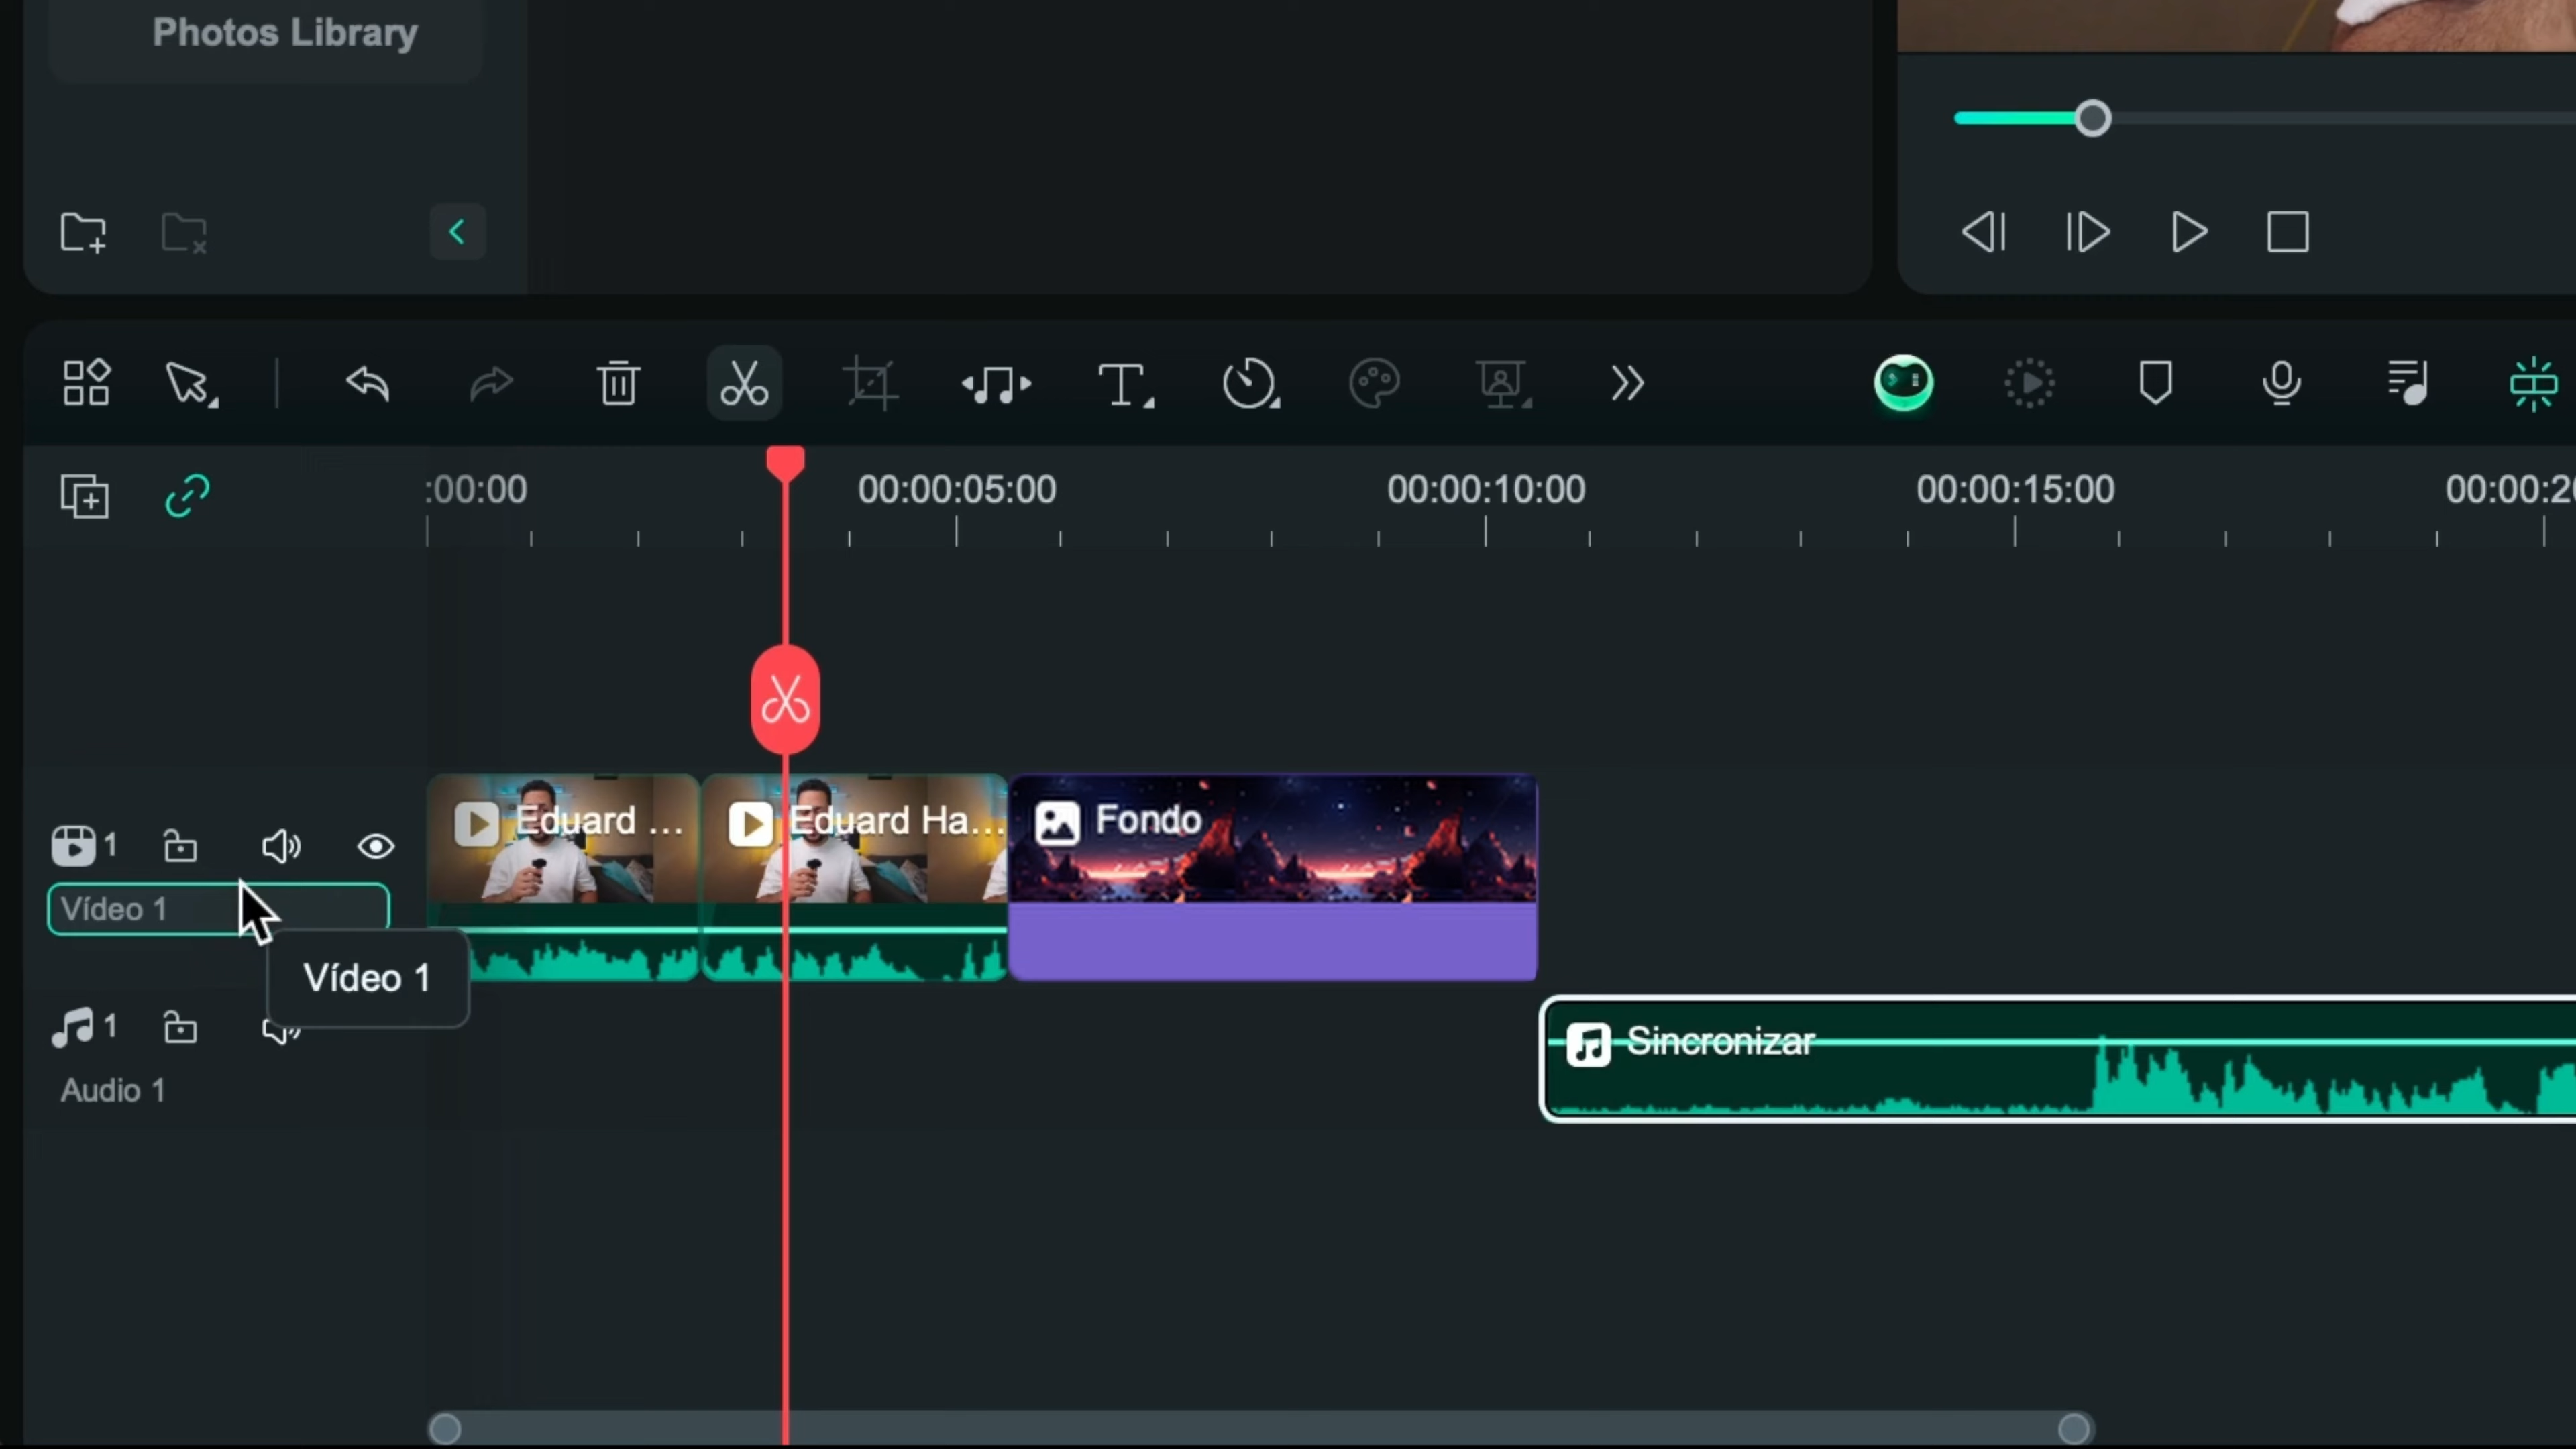 Photos Library
:00:00
00:00:05:00
00:00:10:00
00:00:15:00
00:00:20
Eduard ...
Eduard Ha...
Fondo
1
Vídeo 1
Vídeo 1
1
Sincronizar
Audio 1